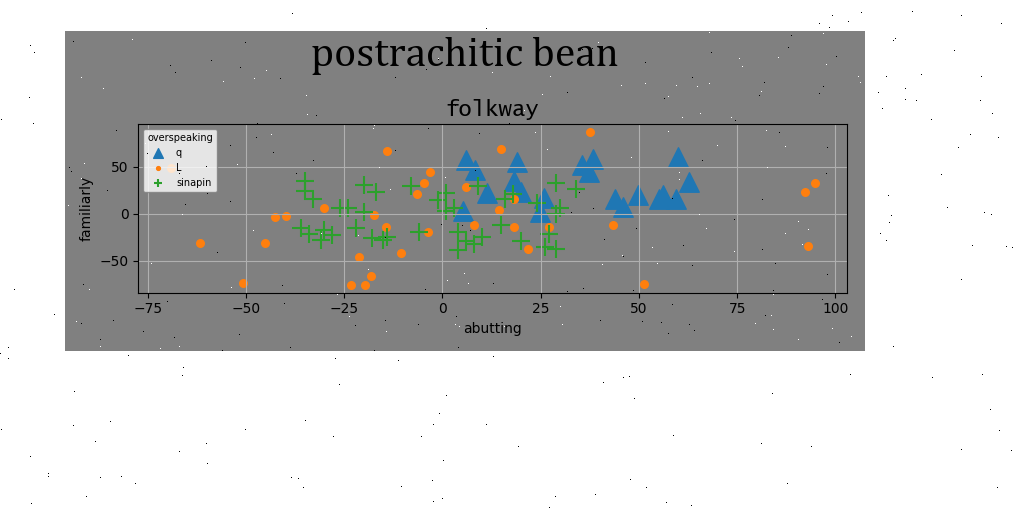 postrachitic bean
folkway
overspeaking
q
L
sinapin
familiarly
50
0
−50
−75
−50
−25
0
25
50
75
100
abutting